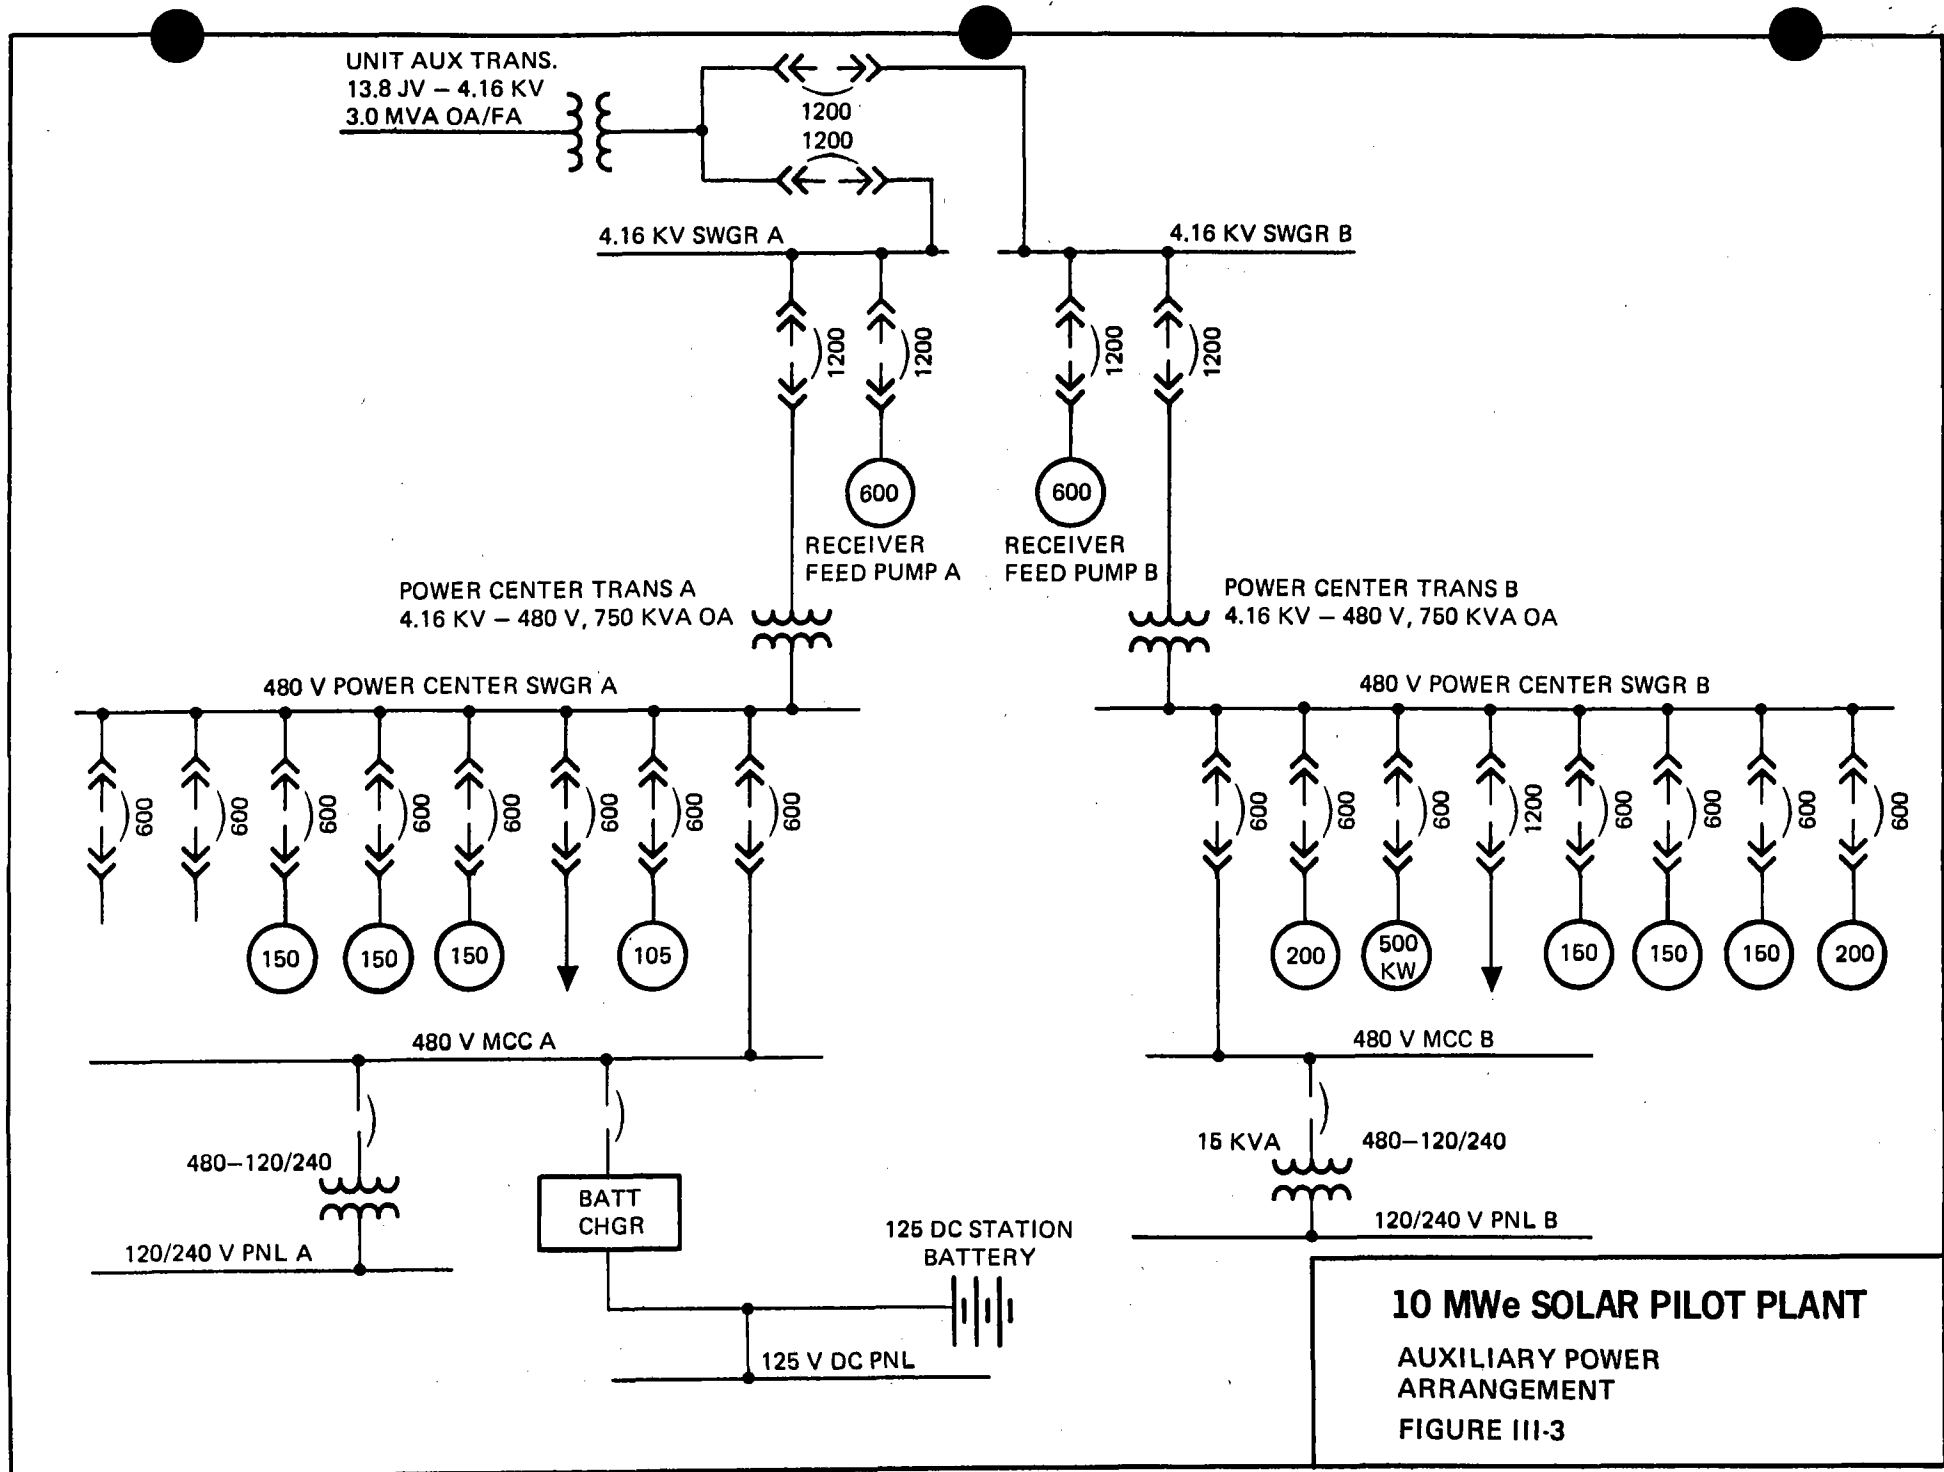 UNIT AUX TRANS.
13.8 JV – 4.16 KV
3.0 MVA OA/FA
1200
1200
4.16 KV SWGR A
4.16 KV SWGR B
1200
1200
1200
1200
600
600
RECEIVER
FEED PUMP A
RECEIVER
FEED PUMP B
POWER CENTER TRANS A
4.16 KV – 480 V, 750 KVA OA
POWER CENTER TRANS B
4.16 KV – 480 V, 750 KVA OA
480 V POWER CENTER SWGR A
480 V POWER CENTER SWGR B
600
600
600
600
600
600
600
600
600
600
600
1200
600
600
600
600
150
150
150
105
200
500
KW
150
150
150
200
480 V MCC A
480 V MCC B
480–120/240
15 KVA
480–120/240
BATT
CHGR
120/240 V PNL A
120/240 V PNL B
125 DC STATION
BATTERY
125 V DC PNL
10 MWe SOLAR PILOT PLANT
AUXILIARY POWER
ARRANGEMENT
FIGURE III-3